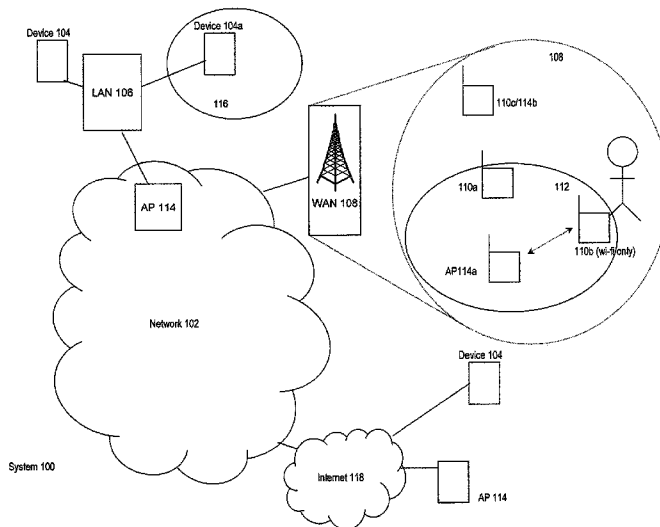 Device 104
Device 104a
LAN 106
116
108
110c/114b
WAN 108
110a
112
AP 114
110b (wi-fi only)
AP114a
Network 102
Device 104
System 100
Internet 118
AP 114